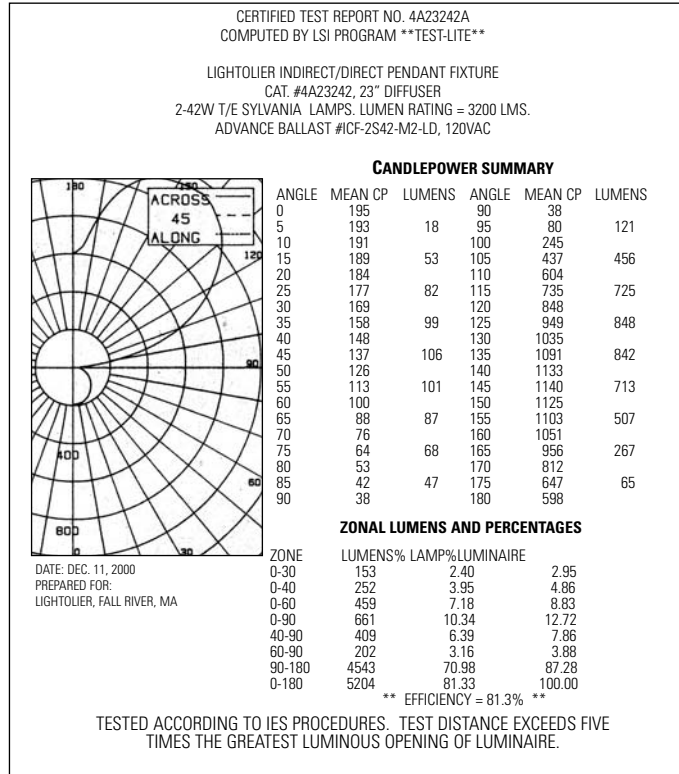 CERTIFIED TEST REPORT NO. 4A23242A
COMPUTED BY LSI PROGRAM **TEST-LITE**
LIGHTOLIER INDIRECT/DIRECT PENDANT FIXTURE
CAT. #4A23242, 23" DIFFUSER
2-42W T/E SYLVANIA LAMPS. LUMEN RATING = 3200 LMS.
ADVANCE BALLAST #ICF-2S42-M2-LD, 120VAC
180 150
ACROSS
45
ALONG
120
90
400
60
800
0 30
DATE: DEC. 11, 2000
PREPARED FOR:
LIGHTOLIER, FALL RIVER, MA
CANDLEPOWER SUMMARY
ANGLE MEAN CP LUMENS ANGLE MEAN CP LUMENS
0 195 90 38
5 193 18 95 80 121
10 191 100 245
15 189 53 105 437 456
20 184 110 604
25 177 82 115 735 725
30 169 120 848
35 158 99 125 949 848
40 148 130 1035
45 137 106 135 1091 842
50 126 140 1133
55 113 101 145 1140 713
60 100 150 1125
65 88 87 155 1103 507
70 76 160 1051
75 64 68 165 956 267
80 53 170 812
85 42 47 175 647 65
90 38 180 598
ZONAL LUMENS AND PERCENTAGES
ZONE LUMENS% LAMP%LUMINAIRE
0-30 153 2.40 2.95
0-40 252 3.95 4.86
0-60 459 7.18 8.83
0-90 661 10.34 12.72
40-90 409 6.39 7.86
60-90 202 3.16 3.88
90-180 4543 70.98 87.28
0-180 5204 81.33 100.00
** EFFICIENCY = 81.3% **
TESTED ACCORDING TO IES PROCEDURES. TEST DISTANCE EXCEEDS FIVE
TIMES THE GREATEST LUMINOUS OPENING OF LUMINAIRE.